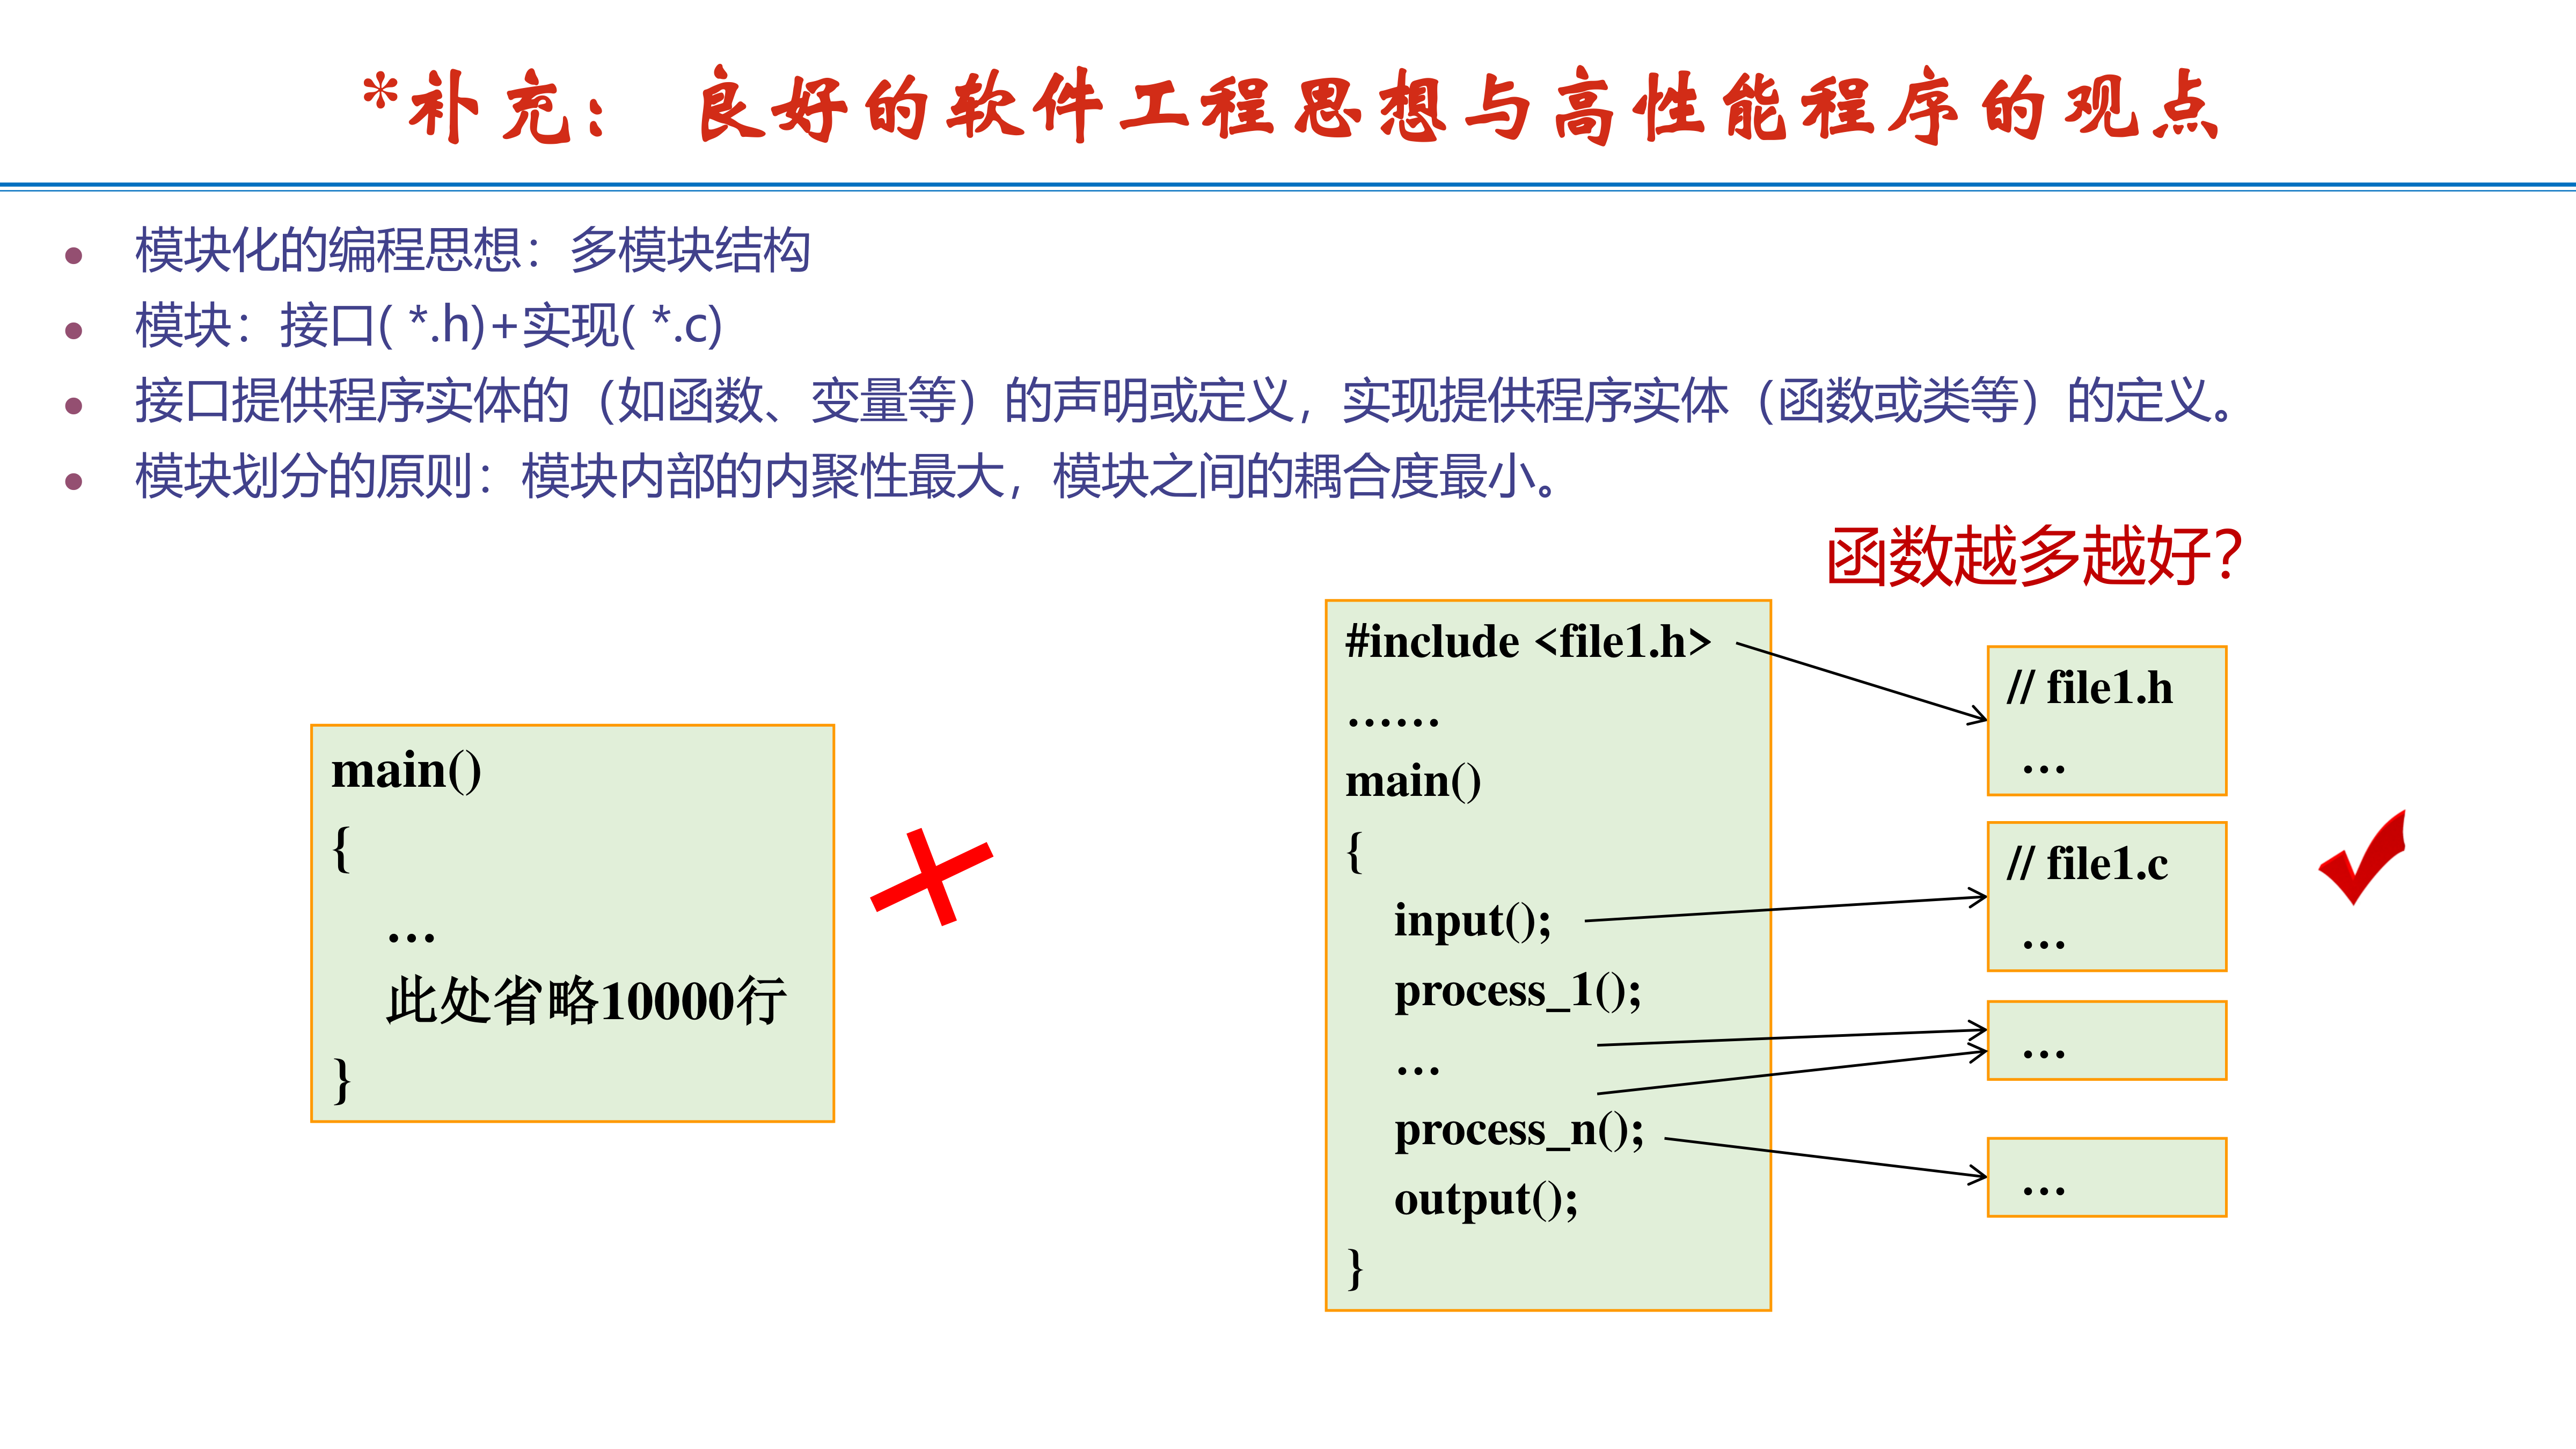 *补充： 良好的软件工程思想与高性能程序的观点
模块化的编程思想：多模块结构
模块：接口( *.h)+实现( *.c)
接口提供程序实体的（如函数、变量等）的声明或定义，实现提供程序实体（函数或类等）的定义。
模块划分的原则：模块内部的内聚性最大，模块之间的耦合度最小。
函数越多越好？
main()
{
…
此处省略10000行
}
#include <file1.h>
……
main()
{
input();
process_1();
…
process_n();
output();
}
// file1.h
…
// file1.c
…
…
…